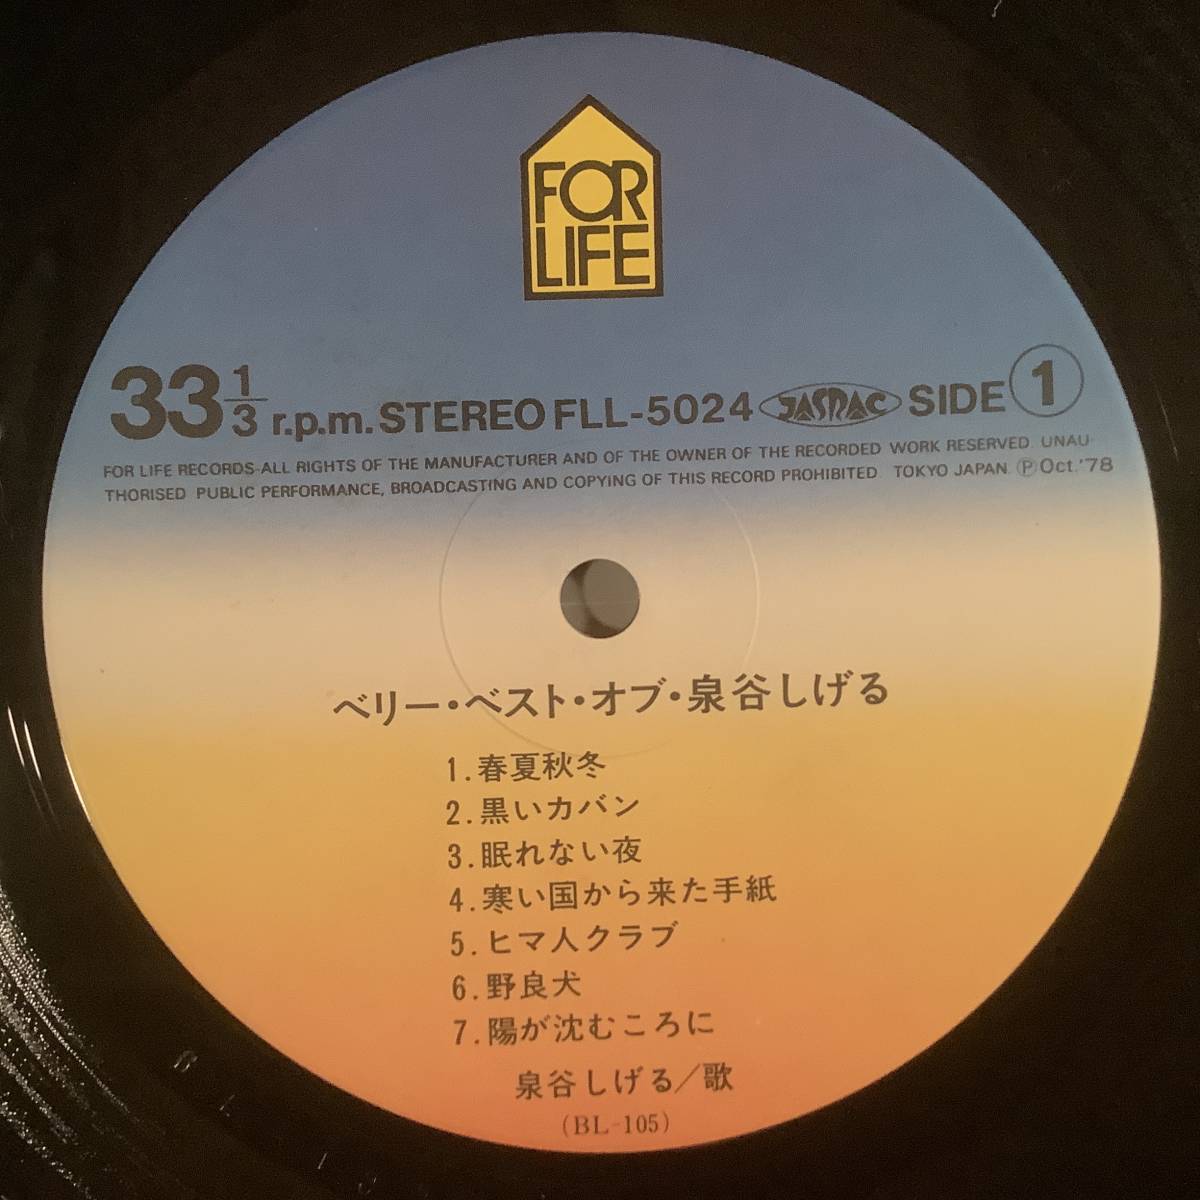 FOR
LIFE
33 1/3 r.p.m. STEREO FLL-5024 JASRAC SIDE 1
FOR LIFE RECORDS-ALL RIGHTS OF THE MANUFACTURER AND OF THE OWNER OF THE RECORDED WORK RESERVED. UNAU-
THORISED PUBLIC PERFORMANCE, BROADCASTING AND COPYING OF THIS RECORD PROHIBITED. TOKYO JAPAN. ⓅOct.'78
ベリー・ベスト・オブ・泉谷しげる
1.春夏秋冬
2.黒いカバン
3.眠れない夜
4.寒い国から来た手紙
5.ヒマ人クラブ
6.野良犬
7.陽が沈むころに
泉谷しげる/歌
(BL-105)